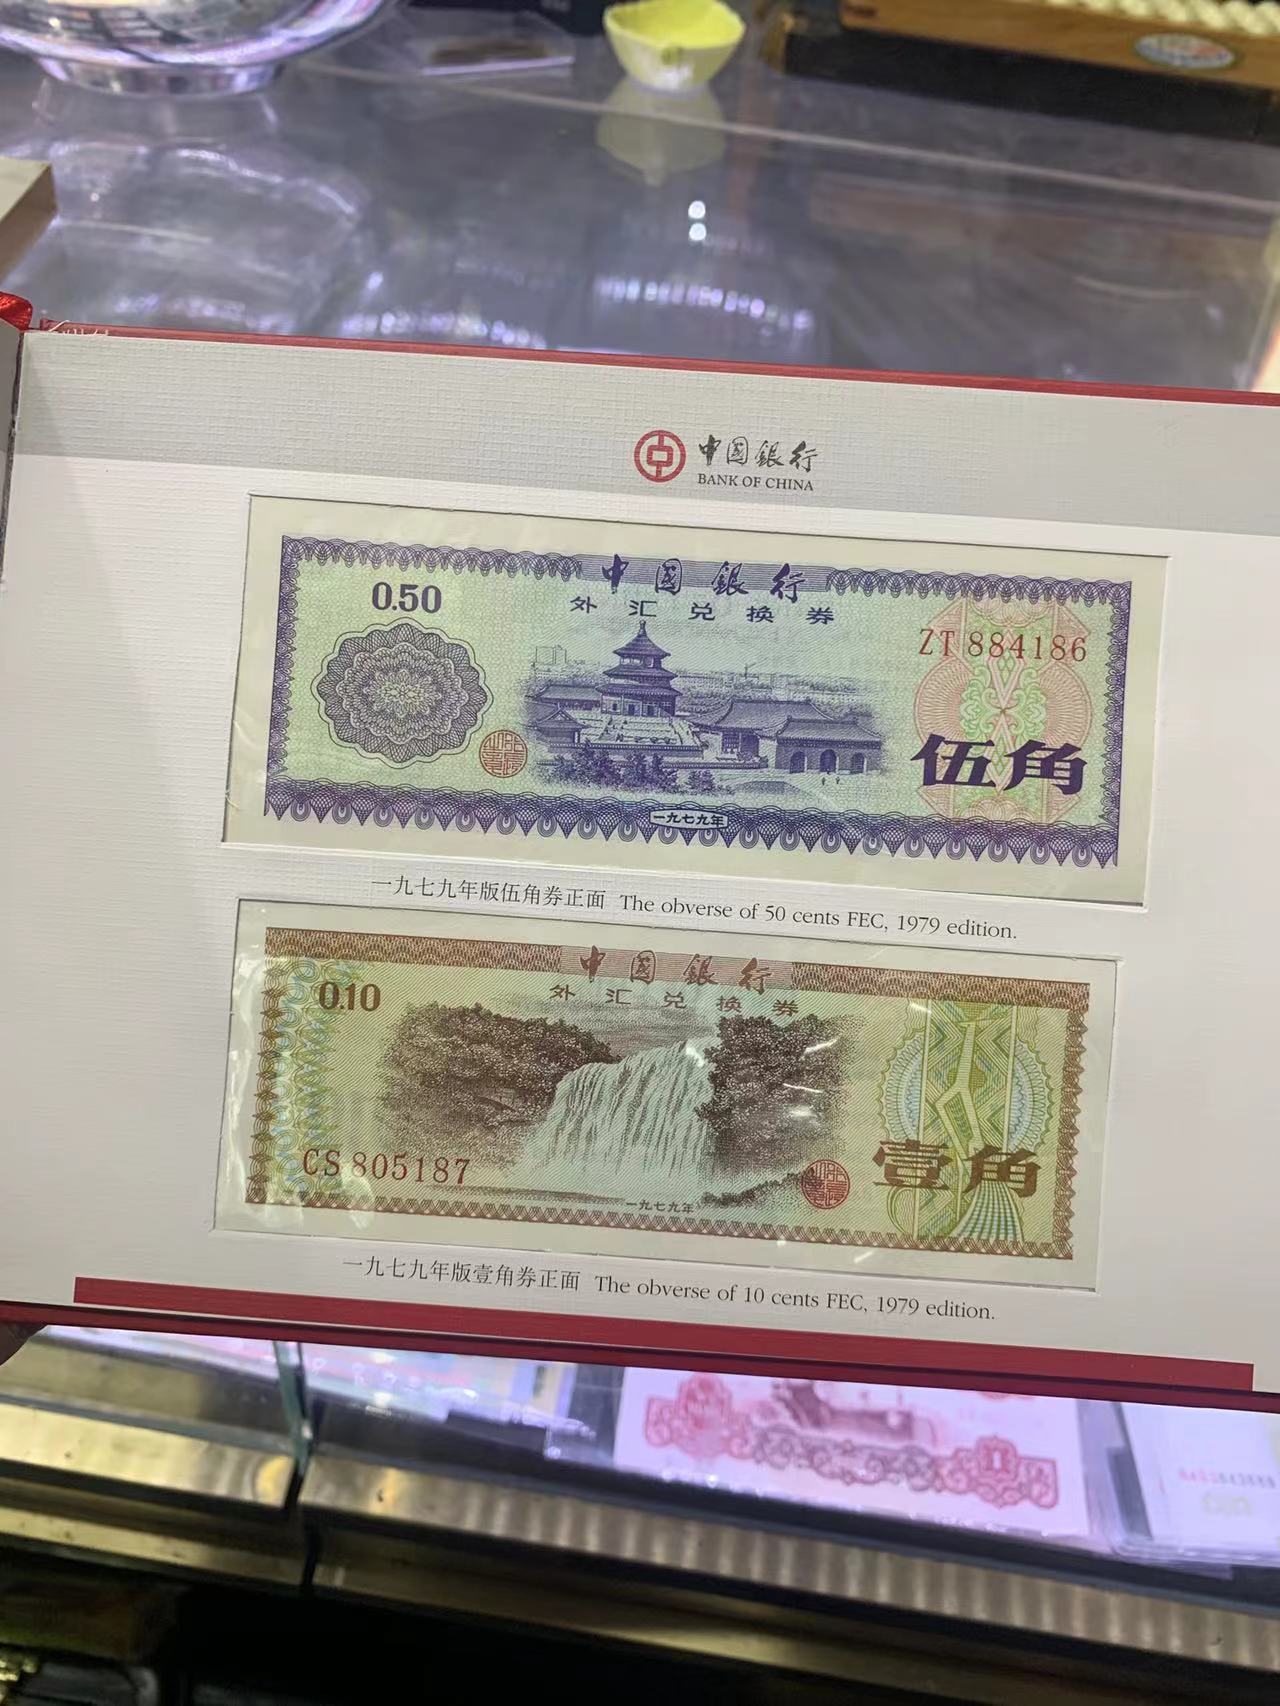 中国銀行
BANK OF CHINA
中国銀行
外汇兑换券
0.50
ZT 884186
伍角
一九七九年
一九七九年版伍角券正面 The obverse of 50 cents FEC, 1979 edition.
中国銀行
外汇兑换券
0.10
CS 805187
壹角
一九七九年
一九七九年版壹角券正面 The obverse of 10 cents FEC, 1979 edition.